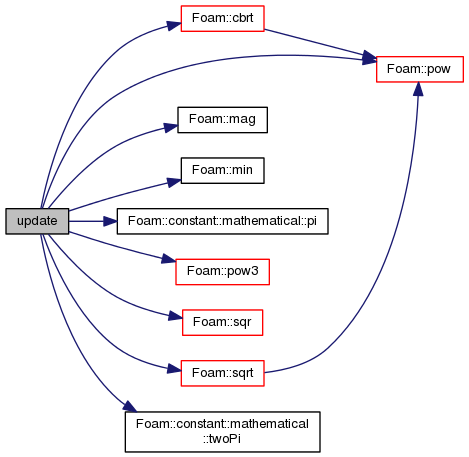 Foam::cbrt
Foam::pow
Foam::mag
Foam::min
update
Foam::constant::mathematical::pi
Foam::pow3
Foam::sqr
Foam::sqrt
Foam::constant::mathematical
::twoPi